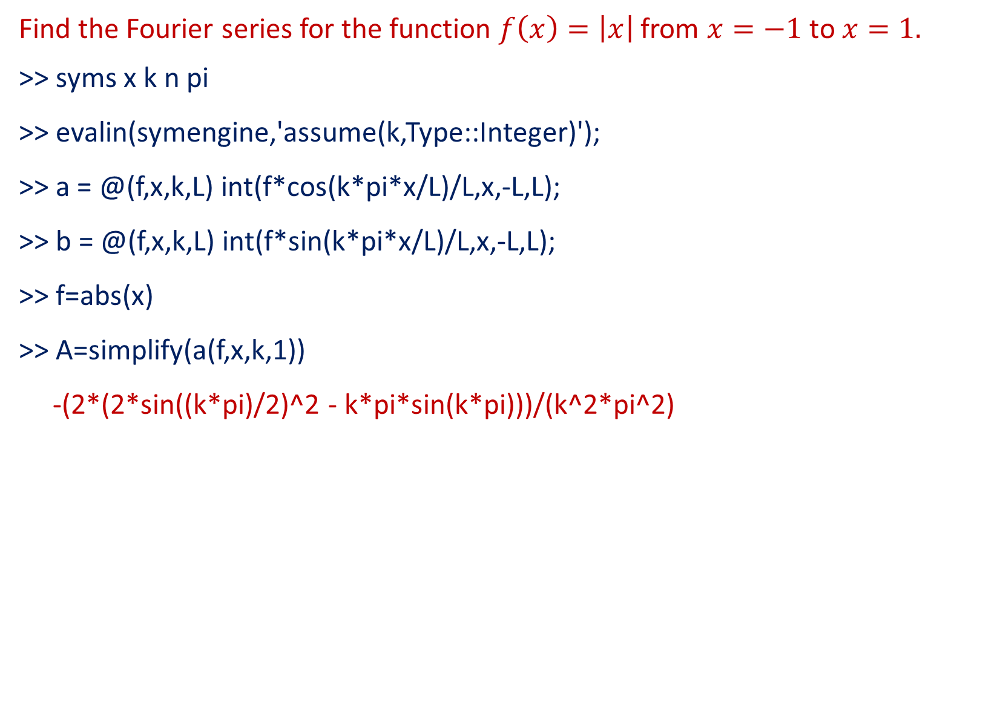 Find the Fourier series for the function 𝑓(𝑥) = |𝑥| from 𝑥 = −1 to 𝑥 = 1.
>> syms x k n pi
>> evalin(symengine,'assume(k,Type::Integer)');
>> a = @(f,x,k,L) int(f*cos(k*pi*x/L)/L,x,-L,L);
>> b = @(f,x,k,L) int(f*sin(k*pi*x/L)/L,x,-L,L);
>> f=abs(x)
>> A=simplify(a(f,x,k,1))
-(2*(2*sin((k*pi)/2)^2 - k*pi*sin(k*pi)))/(k^2*pi^2)